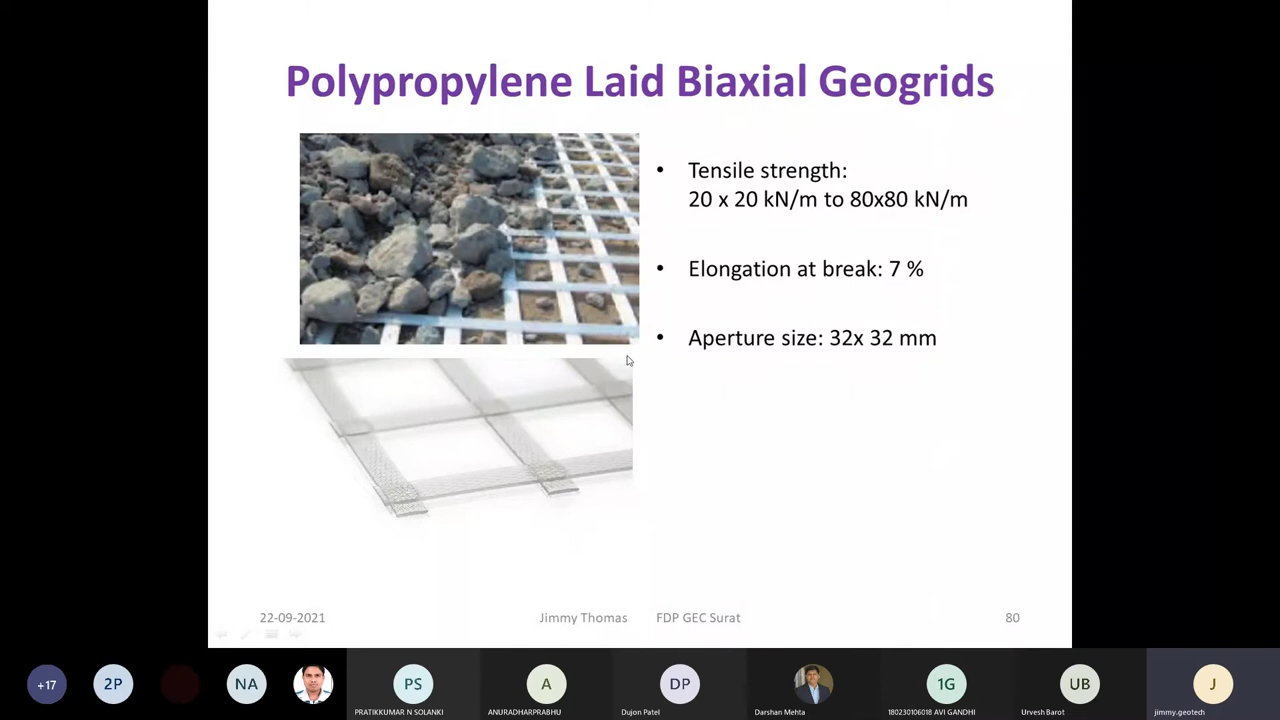 Polypropylene Laid Biaxial Geogrids
• Tensile strength:
20 x 20 kN/m to 80x80 kN/m
• Elongation at break: 7 %
• Aperture size: 32x 32 mm
22-09-2021
Jimmy Thomas
FDP GEC Surat
80
+17
2P
NA
PS
A
DP
1G
UB
J
PRATIKKUMAR N SOLANKI
ANURADHARPRABHU
Dujon Patel
Darshan Mehta
180230106018 AVI GANDHI
Urvesh Barot
jimmy.geotech